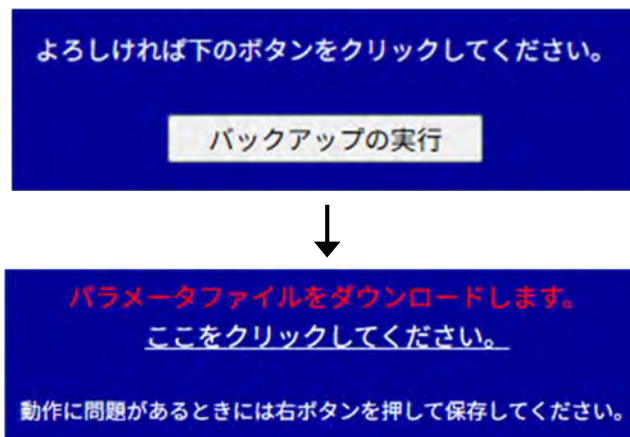 よろしければ下のボタンをクリックしてください。
バックアップの実行
パラメータファイルをダウンロードします。
ここをクリックしてください。
動作に問題があるときには右ボタンを押して保存してください。